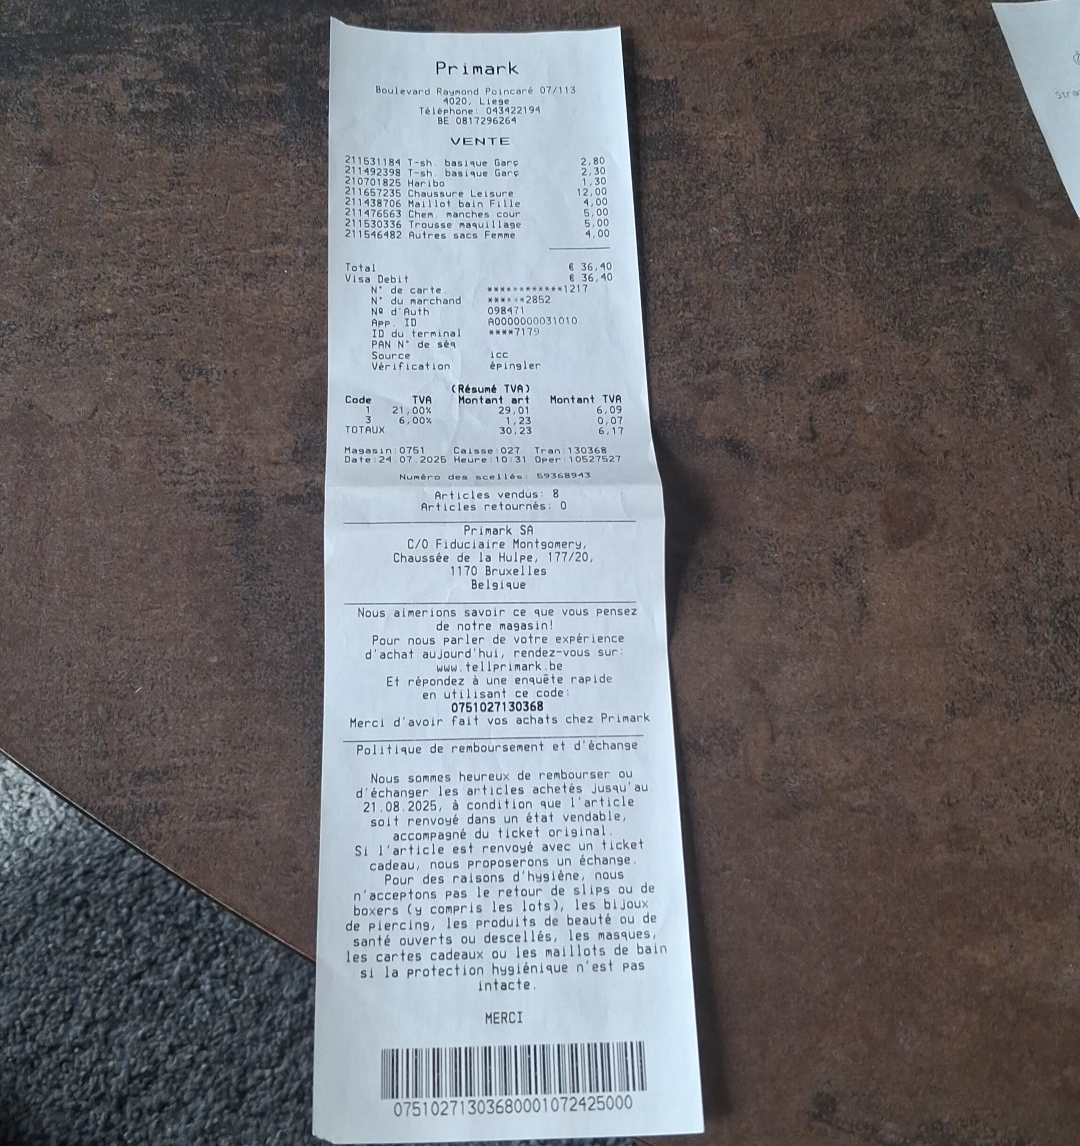 Primark
Boulevard Raymond Poincaré 07/113
4020, Liege
Téléphone: 043422194
BE 0817296264
VENTE
211531184 T-sh. basique Garç 2,80
211492398 T-sh. basique Garç 2,30
210701825 Haribo 1,30
211657235 Chaussure Leisure 12,00
211438706 Maillot bain Fille 4,00
211476563 Chem. manches cour 5,00
211530336 Trousse maquillage 5,00
211546482 Autres sacs Femme 4,00
Total € 36,40
Visa Debit € 36,40
N° de carte. ************1217
N° du marchand ******2852
Nº d'Auth 098471
App. ID A0000000031010
ID du terminal ****7179
PAN N° de séq
Source icc
Vérification épingler
(Résumé TVA)
Code TVA Montant art Montant TVA
1 21,00% 29,01 6,09
3 6,00% 1,23 0,07
TOTAUX 30,23 6,17
Magasin:0751 Caisse:027 Tran:130368
Date:24.07.2025 Heure:10:31 Oper:10527527
Numéro des scellés: 59368943
Articles vendus: 8
Articles retournés: 0
Primark SA
C/O Fiduciaire Montgomery,
Chaussée de la Hulpe, 177/20,
1170 Bruxelles
Belgique
Nous aimerions savoir ce que vous pensez
de notre magasin!
Pour nous parler de votre expérience
d'achat aujourd'hui, rendez-vous sur:
www.tellprimark.be
Et répondez à une enquête rapide
en utilisant ce code:
0751027130368
Merci d'avoir fait vos achats chez Primark
Politique de remboursement et d'échange
Nous sommes heureux de rembourser ou
d'échanger les articles achetés jusqu'au
21.08.2025, à condition que l'article
soit renvoyé dans un état vendable,
accompagné du ticket original.
Si l'article est renvoyé avec un ticket
cadeau, nous proposerons un échange.
Pour des raisons d'hygiène, nous
n'acceptons pas le retour de slips ou de
boxers (y compris les lots), les bijoux
de piercing, les produits de beauté ou de
santé ouverts ou descellés, les masques,
les cartes cadeaux ou les maillots de bain
si la protection hygiénique n'est pas
intacte.
MERCI
07510271303680001072425000